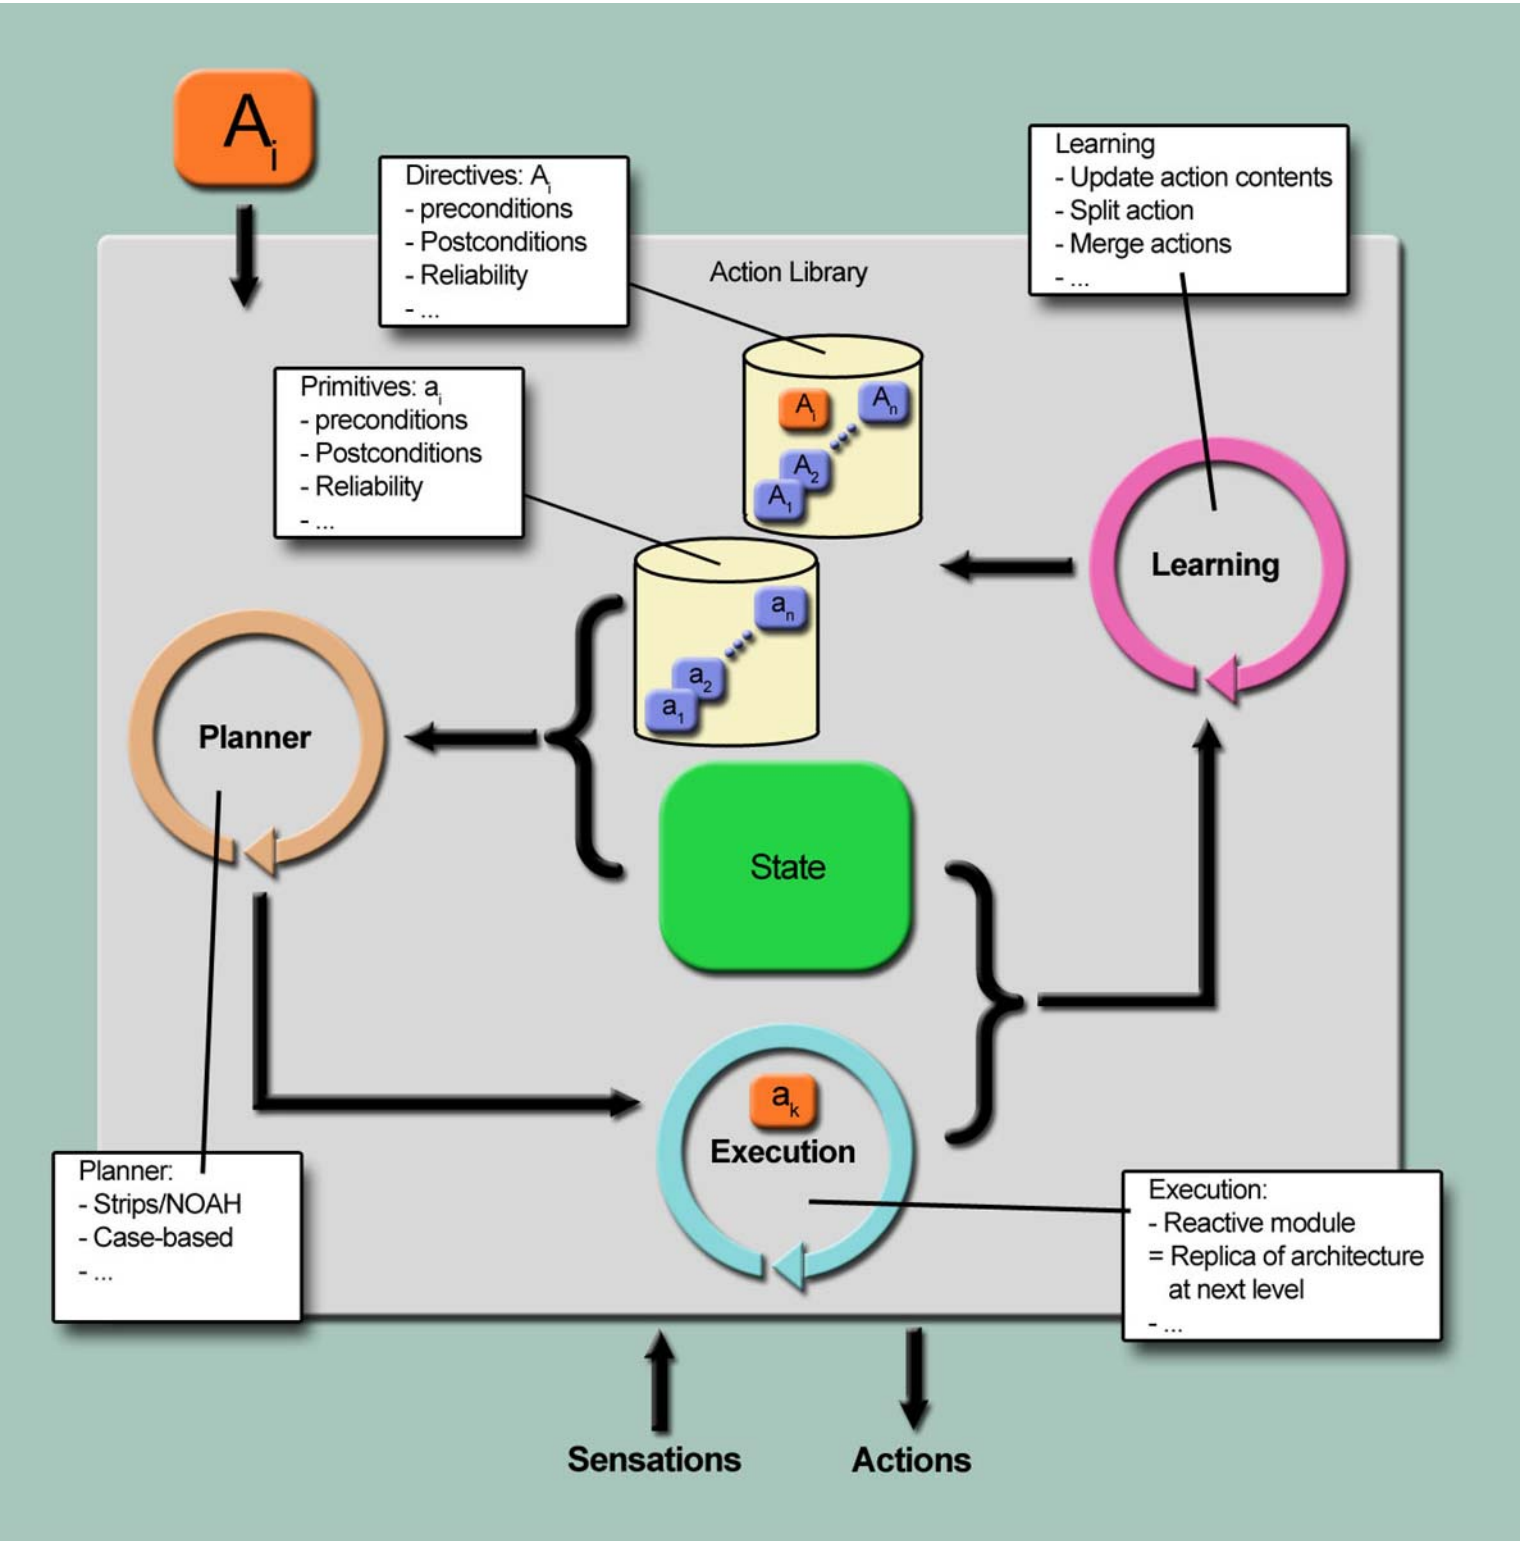 Ai
Directives: Ai
- preconditions
- Postconditions
- Reliability
- ...
Learning
- Update action contents
- Split action
- Merge actions
- ...
Action Library
Primitives: ai
- preconditions
- Postconditions
- Reliability
- ...
Ai
An
A2
A1
Learning
an
a2
a1
Planner
State
ak
Execution
Planner:
- Strips/NOAH
- Case-based
- ...
Execution:
- Reactive module
= Replica of architecture
at next level
- ...
Sensations
Actions